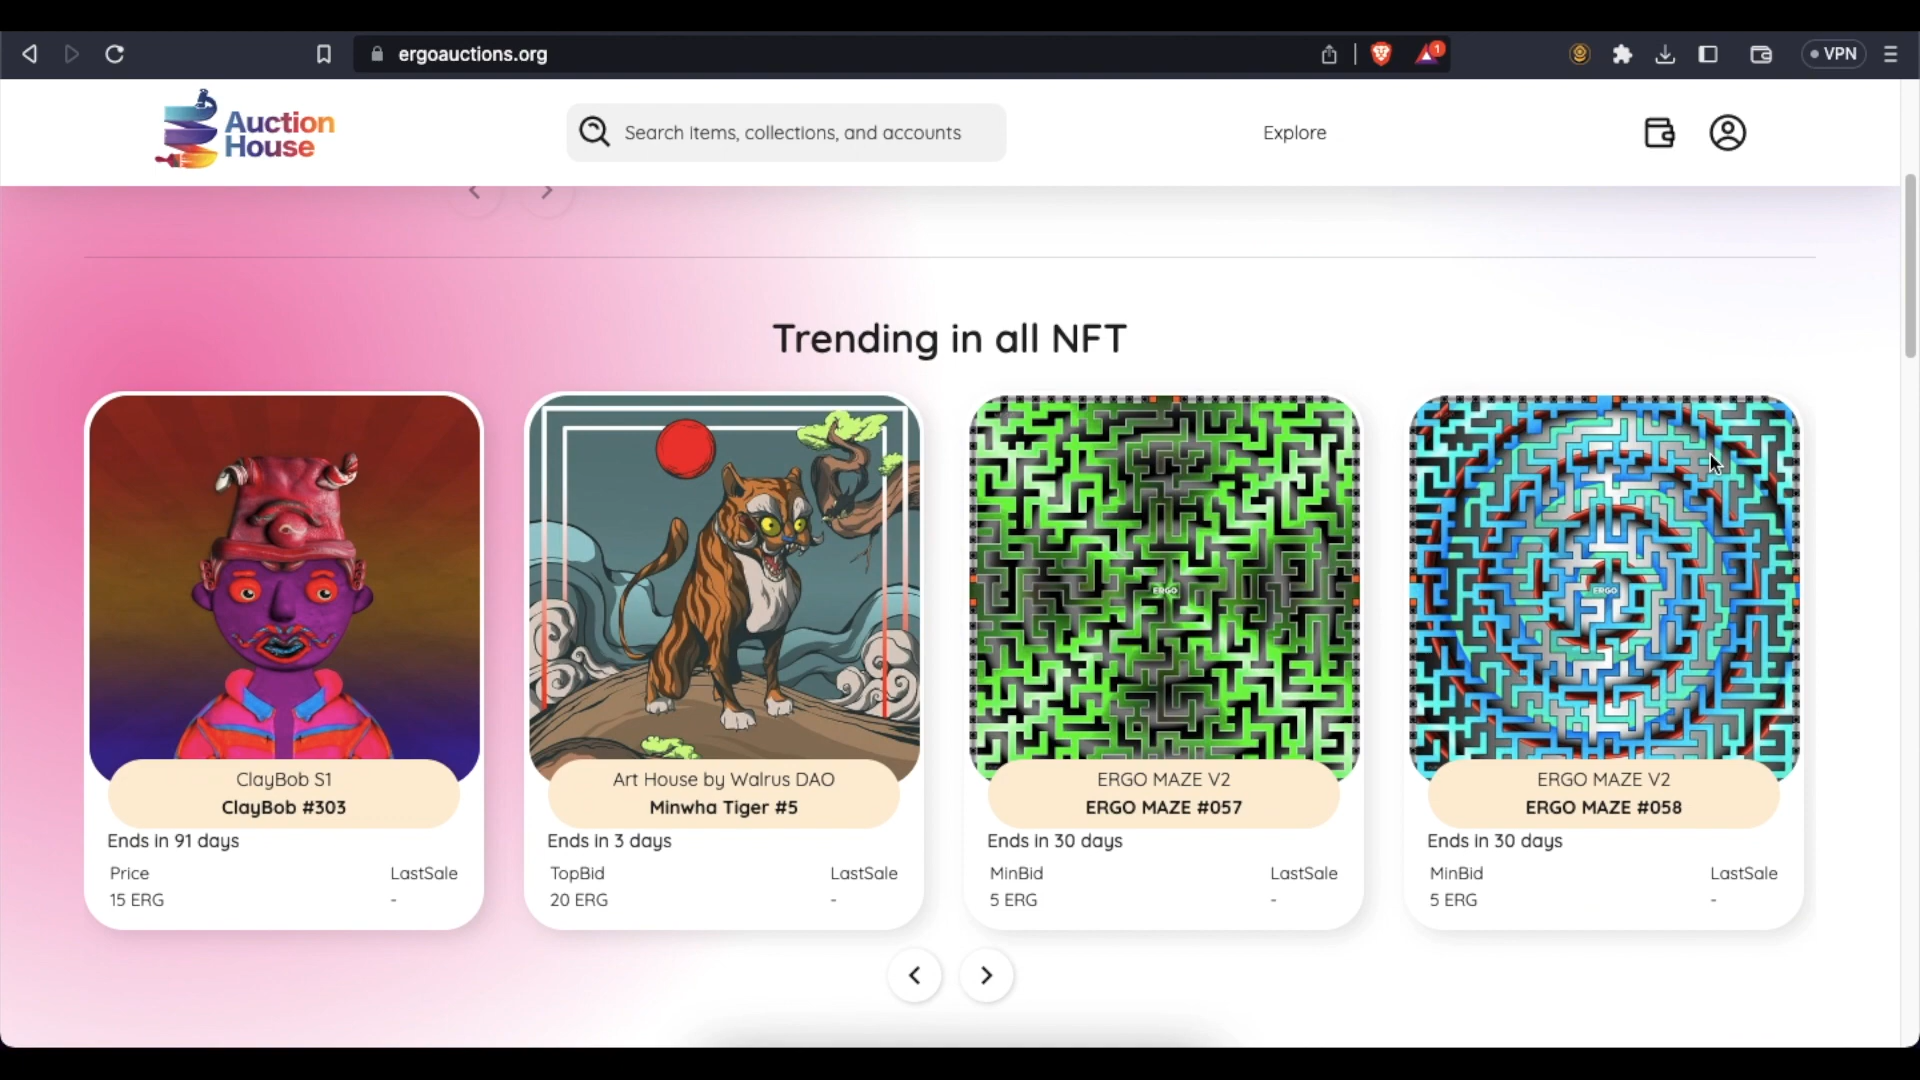 ergoauctions.org
1
VPN
Auction
House
Search items, collections, and accounts
Explore
Trending in all NFT
ERGO
ERGO
ClayBob S1
ClayBob #303
Ends in 91 days
Price LastSale
15 ERG -
Art House by Walrus DAO
Minwha Tiger #5
Ends in 3 days
TopBid LastSale
20 ERG -
ERGO MAZE V2
ERGO MAZE #057
Ends in 30 days
MinBid LastSale
5 ERG -
ERGO MAZE V2
ERGO MAZE #058
Ends in 30 days
MinBid LastSale
5 ERG -